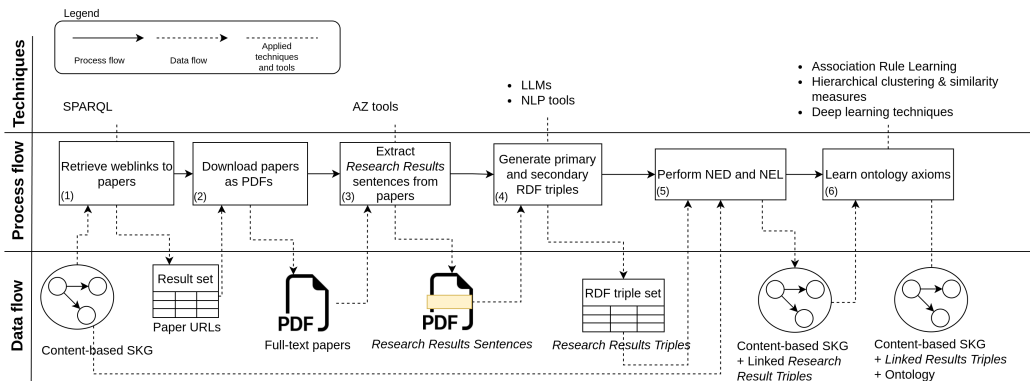 Legend
Process flow
Data flow
Applied
techniques
and tools
Techniques
SPARQL
AZ tools
• LLMs
• NLP tools
• Association Rule Learning
• Hierarchical clustering & similarity
measures
• Deep learning techniques
Process flow
Retrieve weblinks to
papers
(1)
Download papers
as PDFs
(2)
Extract
Research Results
sentences from
papers
(3)
Generate primary
and secondary
RDF triples
(4)
Perform NED and NEL
(5)
Learn ontology axioms
(6)
Data flow
Content-based SKG
Result set
Paper URLs
PDF
Full-text papers
PDF
Research Results Sentences
RDF triple set
Research Results Triples
Content-based SKG
+ Linked Research
Result Triples
Content-based SKG
+ Linked Results Triples
+ Ontology